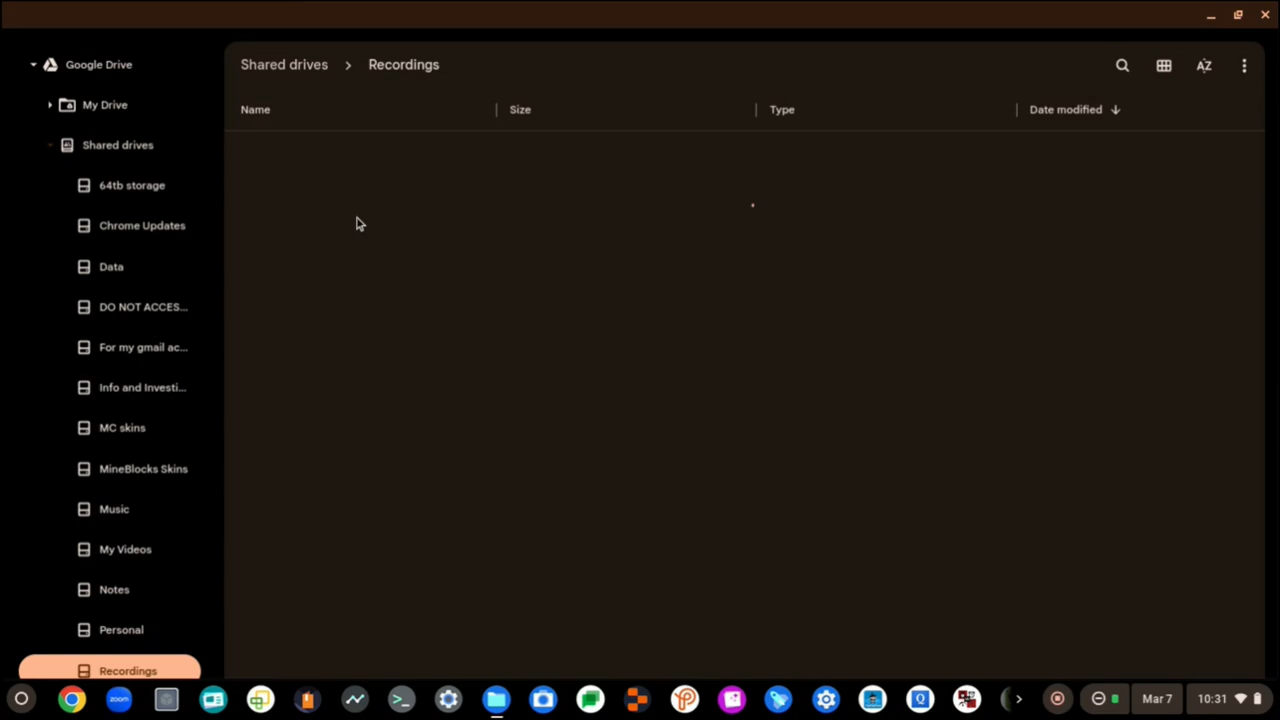 Google Drive
My Drive
Shared drives
64tb storage
Chrome Updates
Data
DO NOT ACCES...
For my gmail ac...
Info and Investi...
MC skins
MineBlocks Skins
Music
My Videos
Notes
Personal
Recordings
Shared drives > Recordings
AZ
Name
Size
Type
Date modified
zoom
Q
Mar 7
10:31